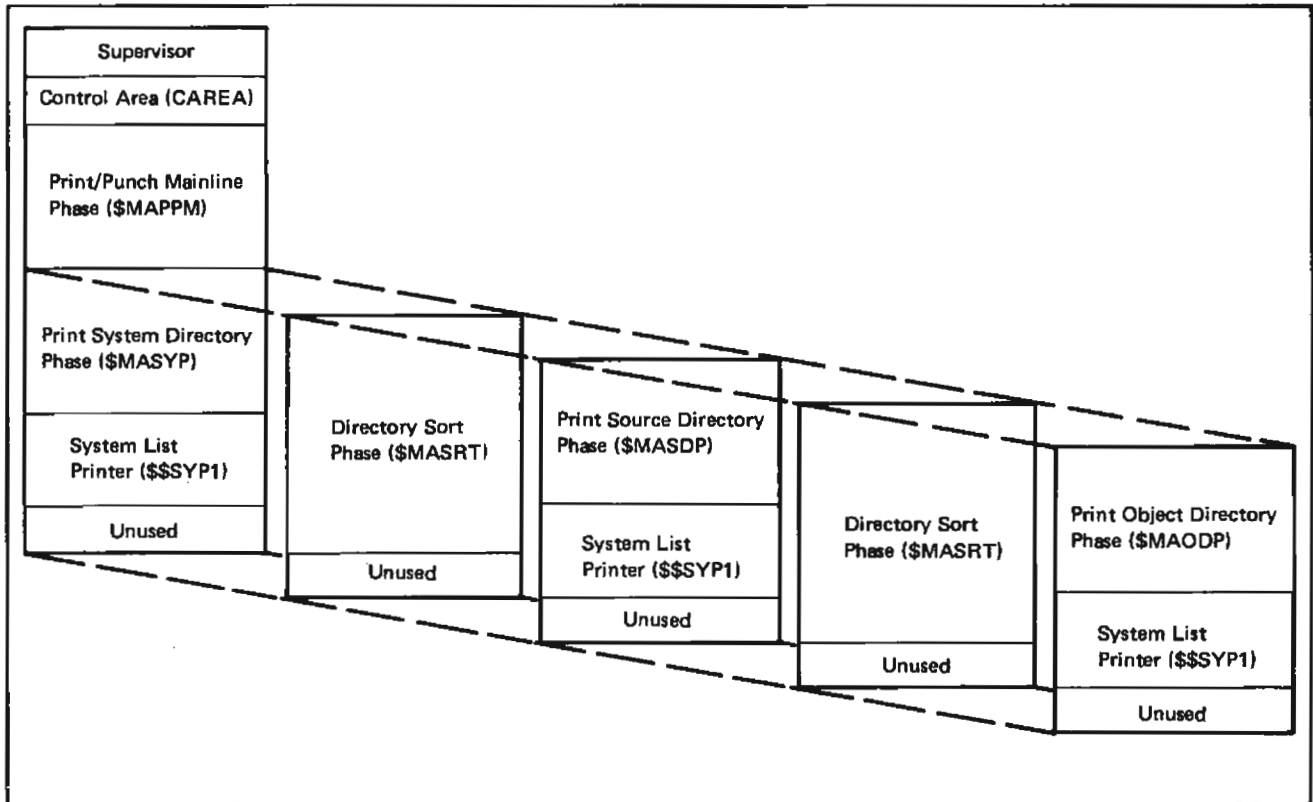 Supervisor
Control Area (CAREA)
Print/Punch Mainline
Phase ($MAPPM)
Print System Directory
Phase ($MASYP)
System List
Printer ($$SYP1)
Unused
Directory Sort
Phase ($MASRT)
Unused
Print Source Directory
Phase ($MASDP)
System List
Printer ($$SYP1)
Unused
Directory Sort
Phase ($MASRT)
Unused
Print Object Directory
Phase ($MAODP)
System List
Printer ($$SYP1)
Unused